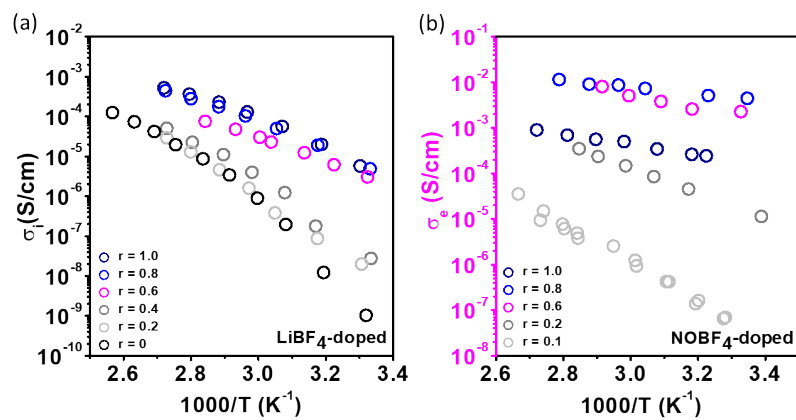 (a)
σi(S/cm)
10-2
10-3
10-4
10-5
10-6
10-7
10-8
10-9
10-10
r = 1.0
r = 0.8
r = 0.6
r = 0.4
r = 0.2
r = 0
LiBF4-doped
2.6 2.8 3.0 3.2 3.4
1000/T (K-1)
(b)
σe (S/cm)
10-1
10-2
10-3
10-4
10-5
10-6
10-7
10-8
r = 1.0
r = 0.8
r = 0.6
r = 0.2
r = 0.1
NOBF4-doped
2.6 2.8 3.0 3.2 3.4
1000/T (K-1)